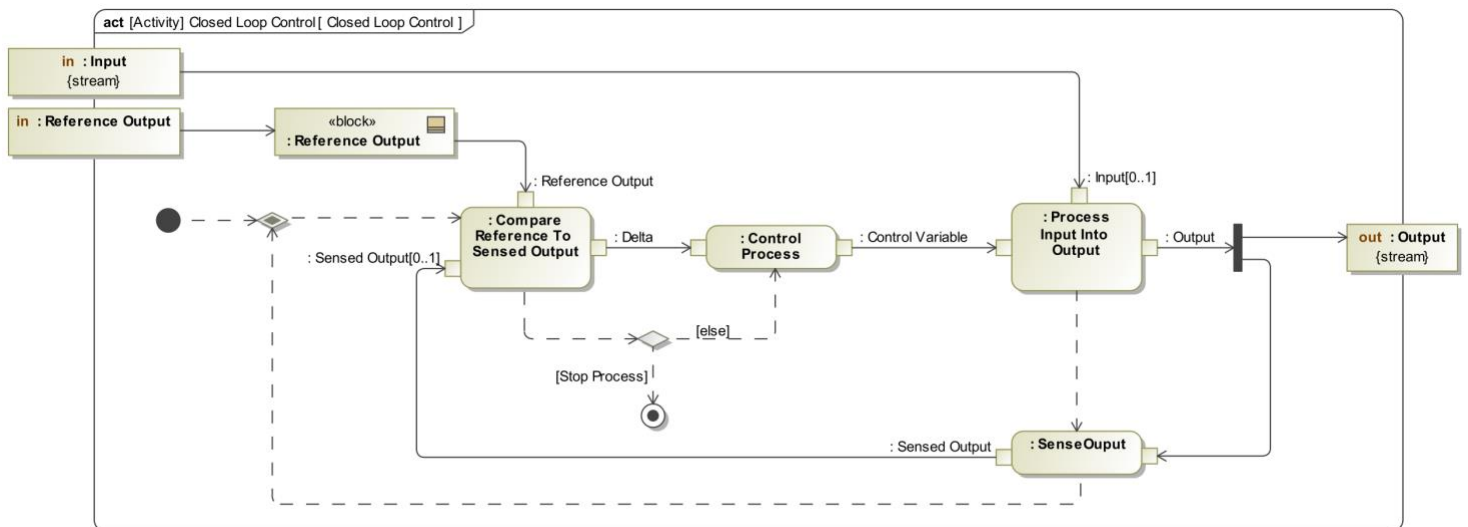 act [Activity] Closed Loop Control [ Closed Loop Control ]
in : Input
{stream}
in : Reference Output
«block»
: Reference Output
: Reference Output
: Input[0..1]
: Compare
Reference To
Sensed Output
: Delta
: Control
Process
: Control Variable
: Process
Input Into
Output
: Output
out : Output
{stream}
: Sensed Output[0..1]
[else]
[Stop Process]
: Sensed Output
: SenseOuput